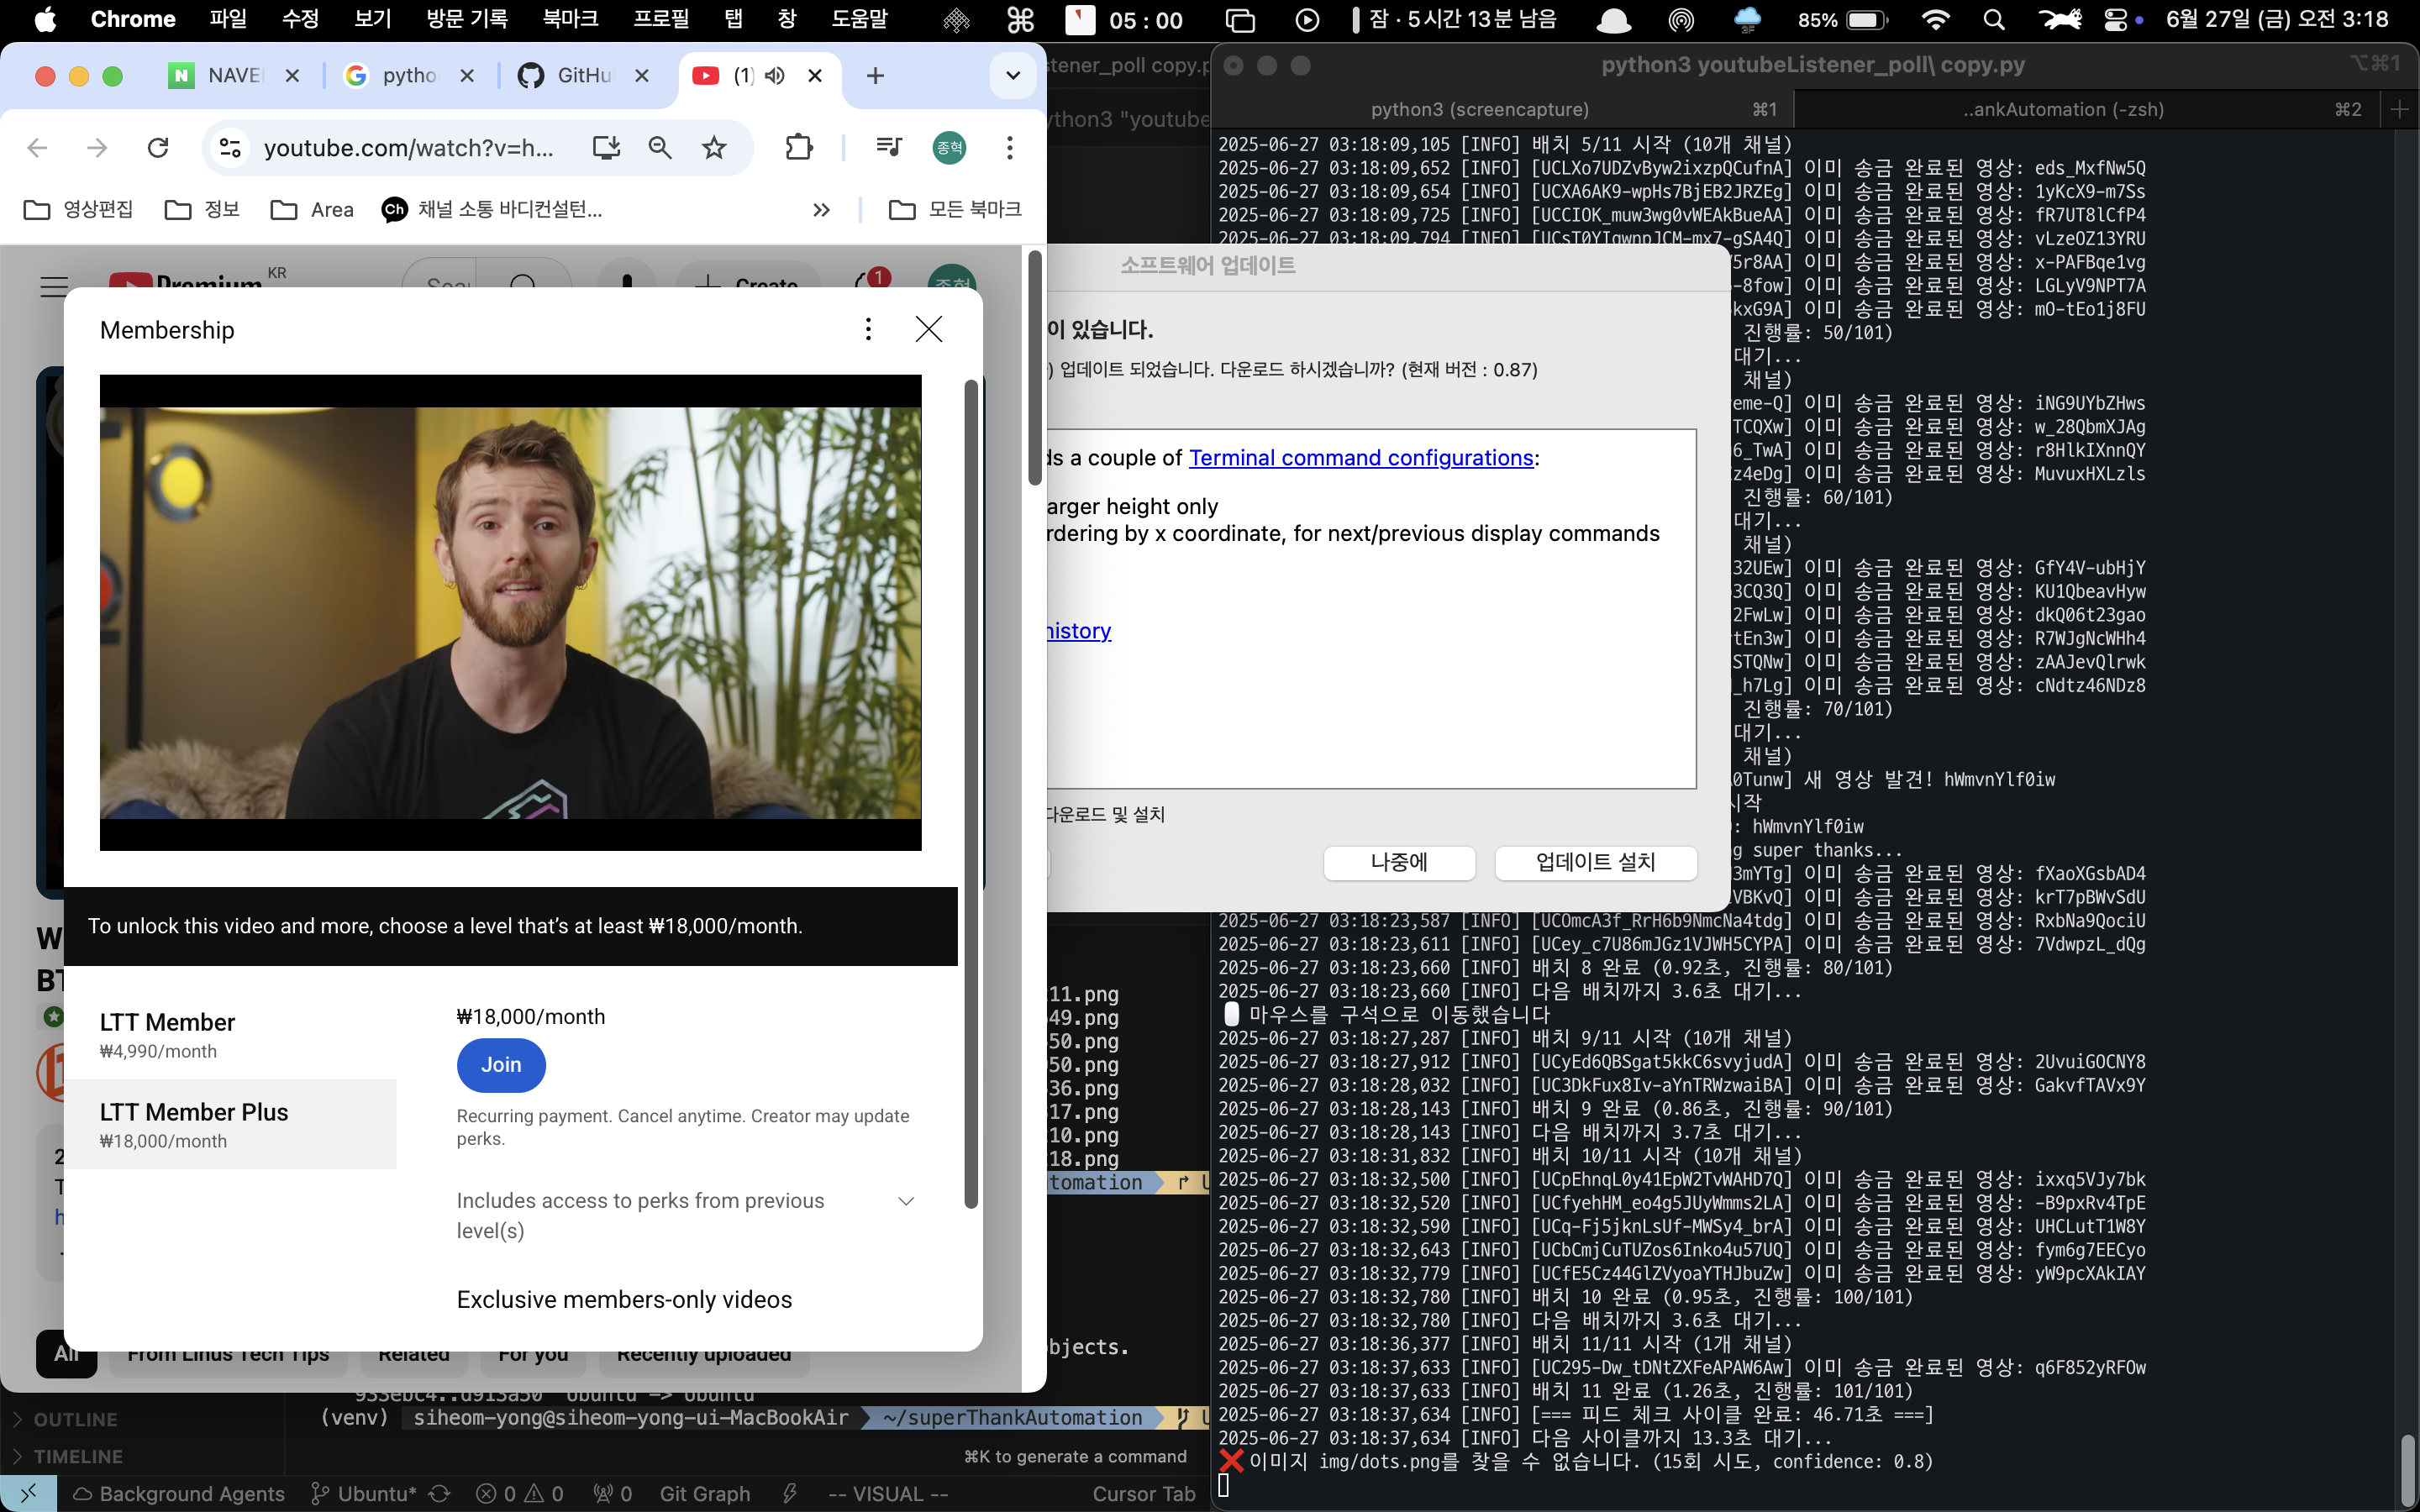 Chrome 파일 수정 보기 방문 기록 북마크 프로필 탭 창 도움말 05 : 00 잠 · 5시간 13분 남음 3F 85% 6월 27일 (금) 오전 3:18
NAVE
pytho
GitHu
(1)
youtube.com/watch?v=h...
종혁
영상편집
정보
Area
Ch 채널 소통 바디컨설턴...
모든 북마크
Premium KR
Create
1
Membership
To unlock this video and more, choose a level that's at least ₩18,000/month.
LTT Member
₩4,990/month
LTT Member Plus
₩18,000/month
₩18,000/month
Join
Recurring payment. Cancel anytime. Creator may update
perks.
Includes access to perks from previous
level(s)
Exclusive members-only videos
All
From Linus Tech Tips
Related
For you
Recently uploaded
소프트웨어 업데이트
이 있습니다.
) 업데이트 되었습니다. 다운로드 하시겠습니까? (현재 버전 : 0.87)
ds a couple of Terminal command configurations:
arger height only
rdering by x coordinate, for next/previous display commands
history
다운로드 및 설치
나중에
업데이트 설치
stener_poll copy.p
ython3 "youtube
11.png
49.png
50.png
50.png
36.png
17.png
10.png
18.png
tomation
bjects.
933ebc4..d913a50 Ubuntu -> Ubuntu
(venv) siheom-yong@siheom-yong-ui-MacBookAir ~/superThankAutomation
OUTLINE
TIMELINE
⌘K to generate a command
Background Agents
Ubuntu*
0
0
0
Git Graph
-- VISUAL --
Cursor Tab
python3 youtubeListener_poll\ copy.py ⌥⌘1
python3 (screencapture) ⌘1
..ankAutomation (-zsh) ⌘2
2025-06-27 03:18:09,105 [INFO] 배치 5/11 시작 (10개 채널)
2025-06-27 03:18:09,652 [INFO] [UCLXo7UDZvByw2ixzpQCufnA] 이미 송금 완료된 영상: eds_MxfNw5Q
2025-06-27 03:18:09,654 [INFO] [UCXA6AK9-wpHs7BjEB2JRZEg] 이미 송금 완료된 영상: 1yKcX9-m7Ss
2025-06-27 03:18:09,725 [INFO] [UCCIOK_muw3wg0vWEAkBueAA] 이미 송금 완료된 영상: fR7UT8lCfP4
2025-06-27 03:18:09,794 [INFO] [UCsT0YIqwnpJCM-mx7-gSA4Q] 이미 송금 완료된 영상: vLzeOZ13YRU
5r8AA] 이미 송금 완료된 영상: x-PAFBqe1vg
-8fow] 이미 송금 완료된 영상: LGLyV9NPT7A
kxG9A] 이미 송금 완료된 영상: mO-tEo1j8FU
진행률: 50/101)
대기...
채널)
eme-Q] 이미 송금 완료된 영상: iNG9UYbZHws
TCQXw] 이미 송금 완료된 영상: w_28QbmXJAg
6_TwA] 이미 송금 완료된 영상: r8HlkIXnnQY
z4eDg] 이미 송금 완료된 영상: MuvuxHXLzls
진행률: 60/101)
대기...
채널)
32UEw] 이미 송금 완료된 영상: GfY4V-ubHjY
3CQ3Q] 이미 송금 완료된 영상: KU1QbeavHyw
2FwLw] 이미 송금 완료된 영상: dkQ06t23gao
tEn3w] 이미 송금 완료된 영상: R7WJgNcWHh4
STQNw] 이미 송금 완료된 영상: zAAJevQlrwk
_h7Lg] 이미 송금 완료된 영상: cNdtz46NDz8
진행률: 70/101)
대기...
채널)
0Tunw] 새 영상 발견! hWmvnYlf0iw
시작
: hWmvnYlf0iw
g super thanks...
3mYTg] 이미 송금 완료된 영상: fXaoXGsbAD4
VBKvQ] 이미 송금 완료된 영상: krT7pBWvSdU
2025-06-27 03:18:23,587 [INFO] [UCOmcA3f_RrH6b9NmcNa4tdg] 이미 송금 완료된 영상: RxbNa9QociU
2025-06-27 03:18:23,611 [INFO] [UCey_c7U86mJGz1VJWH5CYPA] 이미 송금 완료된 영상: 7VdwpzL_dQg
2025-06-27 03:18:23,660 [INFO] 배치 8 완료 (0.92초, 진행률: 80/101)
2025-06-27 03:18:23,660 [INFO] 다음 배치까지 3.6초 대기...
마우스를 구석으로 이동했습니다
2025-06-27 03:18:27,287 [INFO] 배치 9/11 시작 (10개 채널)
2025-06-27 03:18:27,912 [INFO] [UCyEd6QBSgat5kkC6svyjudA] 이미 송금 완료된 영상: 2UvuiGOCNY8
2025-06-27 03:18:28,032 [INFO] [UC3DkFux8Iv-aYnTRWzwaiBA] 이미 송금 완료된 영상: GakvfTAVx9Y
2025-06-27 03:18:28,143 [INFO] 배치 9 완료 (0.86초, 진행률: 90/101)
2025-06-27 03:18:28,143 [INFO] 다음 배치까지 3.7초 대기...
2025-06-27 03:18:31,832 [INFO] 배치 10/11 시작 (10개 채널)
2025-06-27 03:18:32,500 [INFO] [UCpEhnqL0y41EpW2TvWAHD7Q] 이미 송금 완료된 영상: ixxq5VJy7bk
2025-06-27 03:18:32,520 [INFO] [UCfyehHM_eo4g5JUyWmms2LA] 이미 송금 완료된 영상: -B9pxRv4TpE
2025-06-27 03:18:32,590 [INFO] [UCq-Fj5jknLsUf-MWSy4_brA] 이미 송금 완료된 영상: UHCLutT1W8Y
2025-06-27 03:18:32,643 [INFO] [UCbCmjCuTUZos6Inko4u57UQ] 이미 송금 완료된 영상: fym6g7EECyo
2025-06-27 03:18:32,779 [INFO] [UCfE5Cz44GlZVyoaYTHJbuZw] 이미 송금 완료된 영상: yW9pcXAkIAY
2025-06-27 03:18:32,780 [INFO] 배치 10 완료 (0.95초, 진행률: 100/101)
2025-06-27 03:18:32,780 [INFO] 다음 배치까지 3.6초 대기...
2025-06-27 03:18:36,377 [INFO] 배치 11/11 시작 (1개 채널)
2025-06-27 03:18:37,633 [INFO] [UC295-Dw_tDNtZXFeAPAW6Aw] 이미 송금 완료된 영상: q6F852yRFOw
2025-06-27 03:18:37,633 [INFO] 배치 11 완료 (1.26초, 진행률: 101/101)
2025-06-27 03:18:37,634 [INFO] [=== 피드 체크 사이클 완료: 46.71초 ===]
2025-06-27 03:18:37,634 [INFO] 다음 사이클까지 13.3초 대기...
❌ 이미지 img/dots.png를 찾을 수 없습니다. (15회 시도, confidence: 0.8)